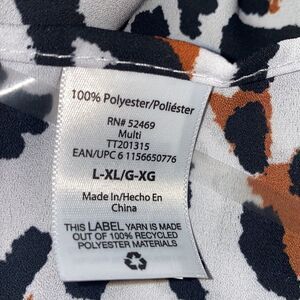 100% Polyester/Poliéster
RN# 52469
Multi
TT201315
EAN/UPC 6 1156650776
L-XL/G-XG
Made In/Hecho En
China
THIS LABEL YARN IS MADE
OUT OF 100% RECYCLED
POLYESTER MATERIALS